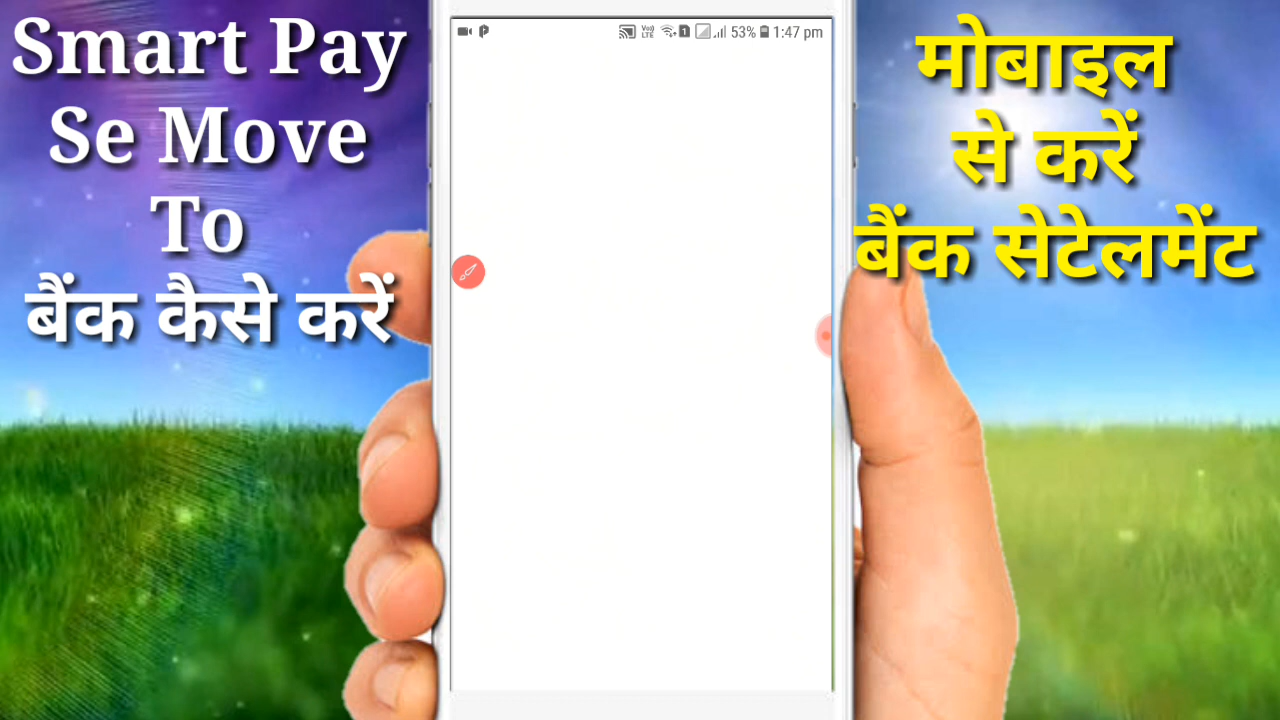 Smart Pay
Se Move
To
बैंक कैसे करें
53% 1:47 pm
मोबाइल
से करें
बैंक सेटेलमेंट